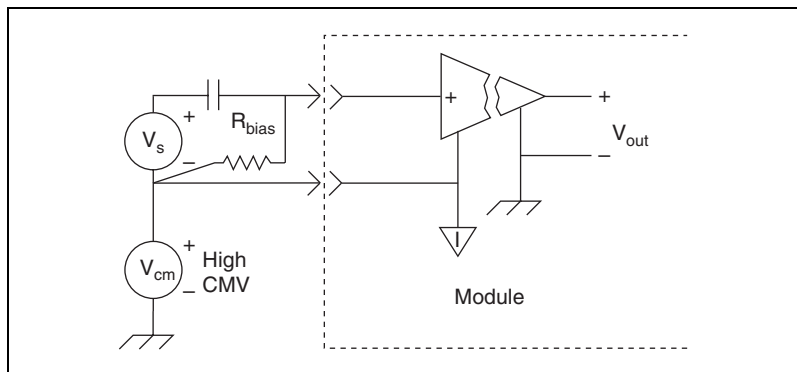 +
R_bias
V_s
−
+
V_cm
−
High
CMV
+
I
+
V_out
−
Module